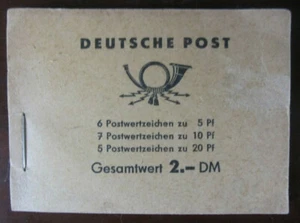 DEUTSCHE POST
6 Postwertzeichen zu 5 Pf
7 Postwertzeichen zu 10 Pf
5 Postwertzeichen zu 20 Pf
Gesamtwert 2.– DM